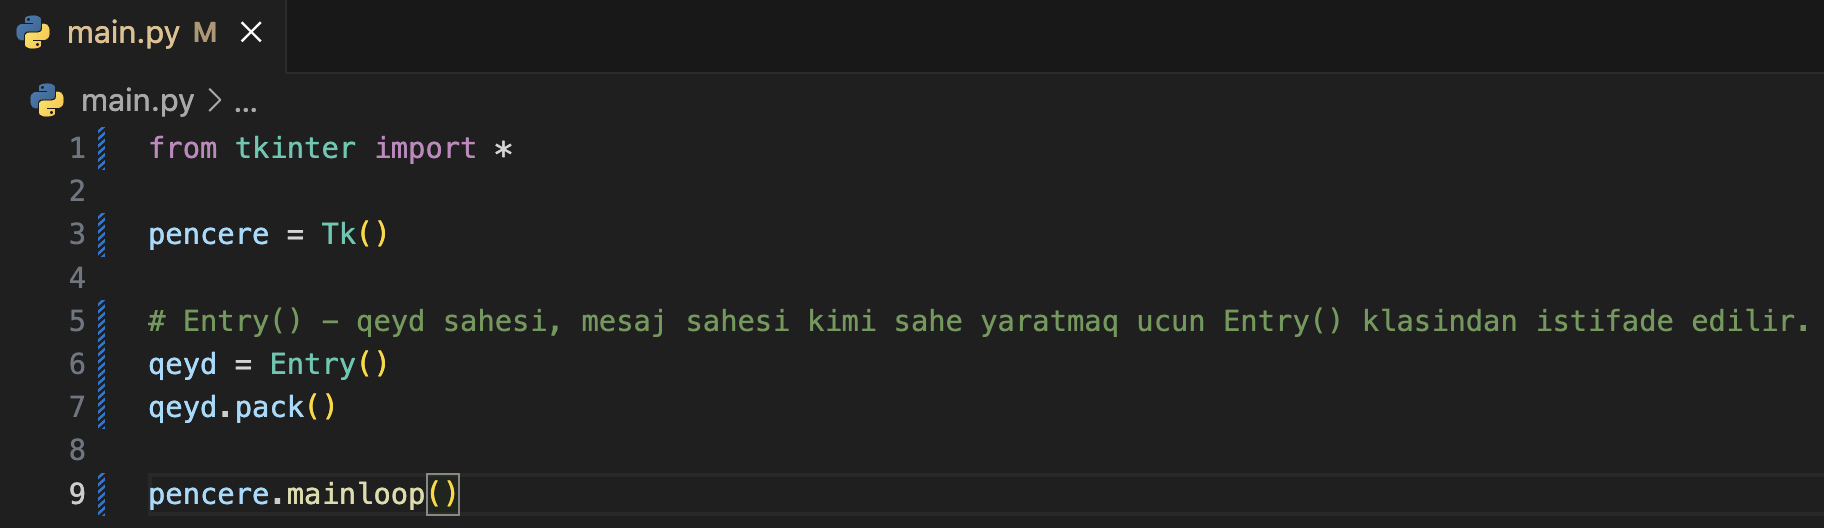 main.py M ×
main.py > ...
1 from tkinter import *
2
3 pencere = Tk()
4
5 # Entry() - qeyd sahesi, mesaj sahesi kimi sahe yaratmaq ucun Entry() klasindan istifade edilir.
6 qeyd = Entry()
7 qeyd.pack()
8
9 pencere.mainloop()